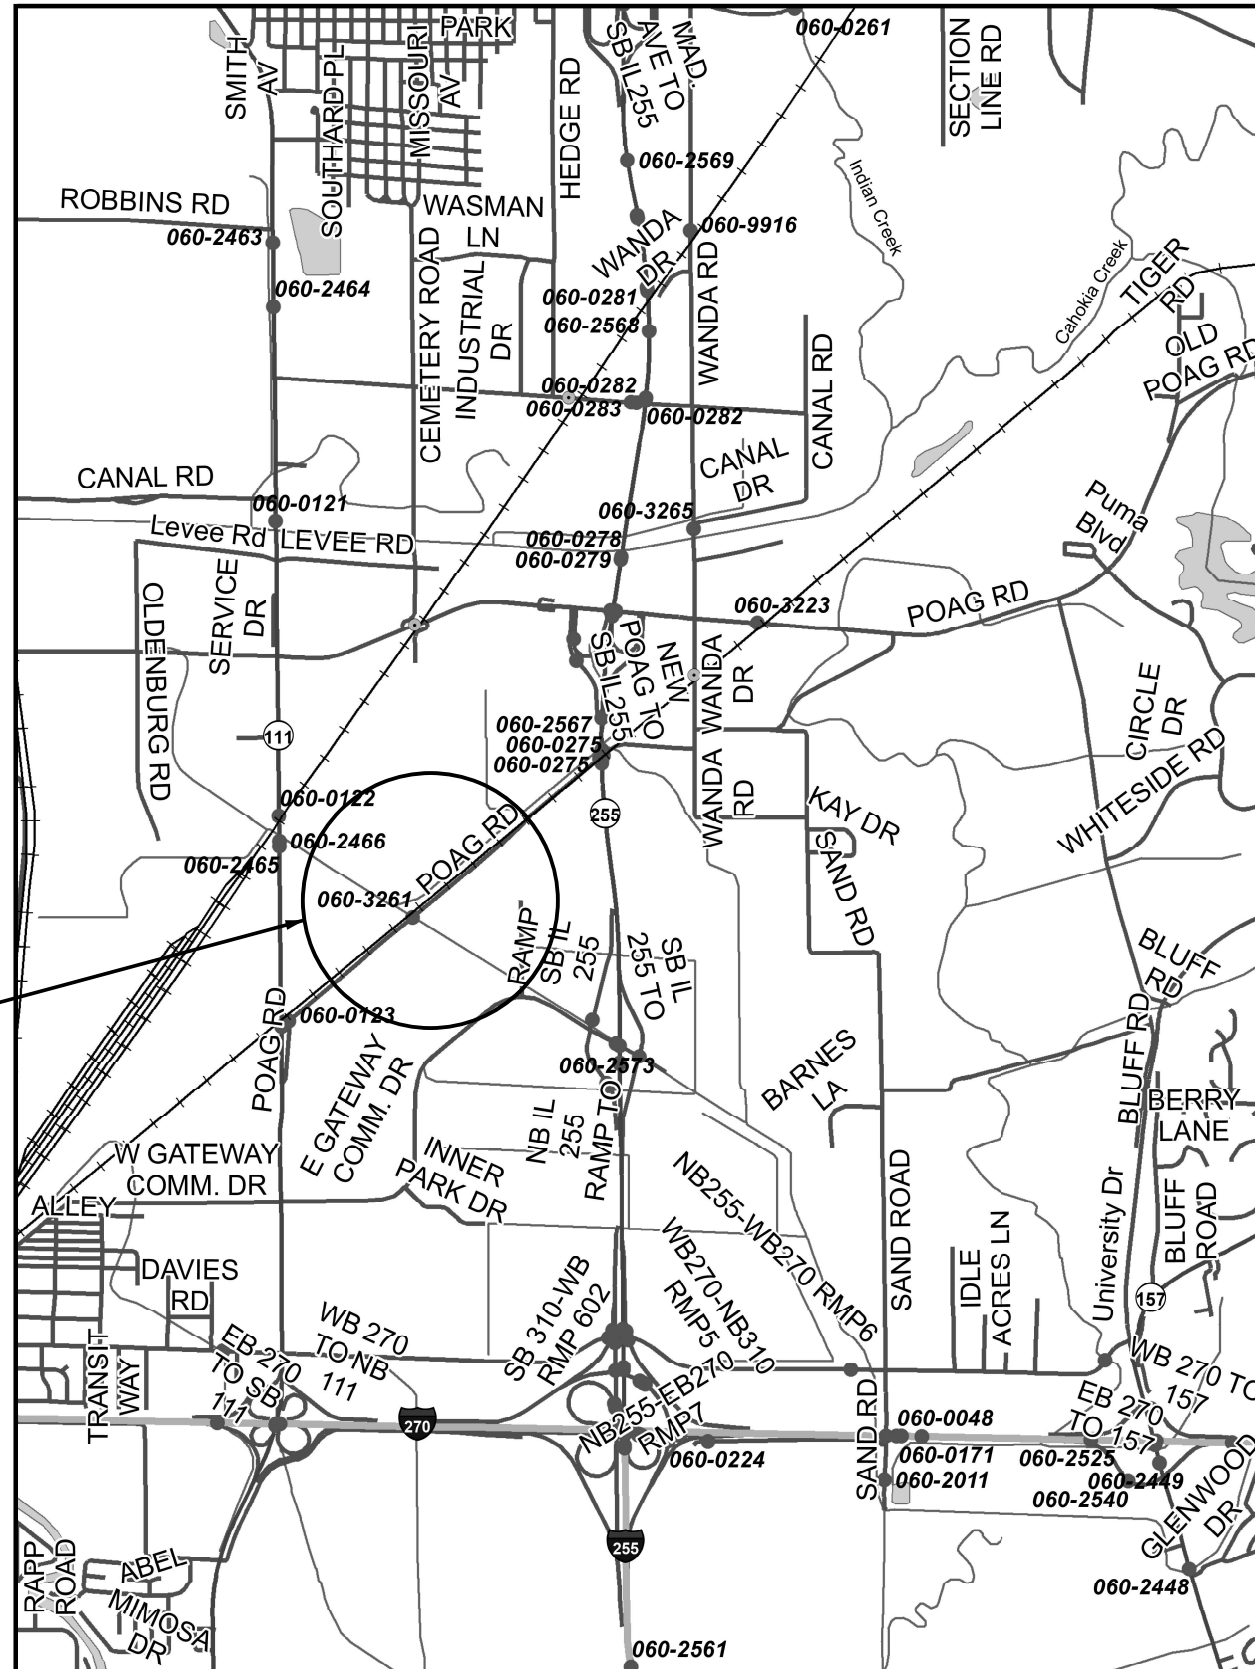 PARK
060-0261
SMITH
AV
SOUTHARD PL
MISSOURI
AV
HEDGE RD
MAD.
AVE TO
SB IL255
SECTION
LINE RD
060-2569
Indian Creek
ROBBINS RD
060-2463
WASMAN
LN
WANDA
DR
060-9916
060-2464
CEMETERY ROAD
INDUSTRIAL
DR
060-0281
060-2568
WANDA RD
Cahokia Creek
TIGER
RD
OLD
POAG RD
060-0282
060-0283
060-0282
CANAL RD
CANAL RD
CANAL
DR
060-0121
060-3265
Levee Rd
LEVEE RD
060-0278
060-0279
Puma
Blvd
OLDENBURG RD
SERVICE
DR
060-3223
POAG RD
POAG TO
SB IL255
NEW
WANDA
DR
CIRCLE
DR
111
060-2567
060-0275
060-0275
WANDA
RD
WHITESIDE RD
060-0122
255
KAY DR
060-2466
060-2465
POAG RD
SAND RD
060-3261
RAMP
SB IL
255
SB IL
255 TO
BLUFF
RD
POAG RD
060-0123
060-2573
BARNES
LA
BLUFF RD
E GATEWAY
COMM. DR
BERRY
LANE
NB IL
255
RAMP TO
W GATEWAY
COMM. DR
INNER
PARK DR
ALLEY
NB255-WB270 RMP6
SAND ROAD
University Dr
BLUFF
ROAD
IDLE
ACRES LN
DAVIES
RD
WB270-NB310
RMP5
SB 310-WB
RMP 602
157
TRANSIT
WAY
EB 270
TO SB
111
WB 270
TO NB
111
WB 270 TO
157
EB 270
TO
157
270
NB255-EB270
RMP7
SAND RD
060-0048
060-0224
060-0171
060-2525
060-2011
060-2449
060-2540
GLENWOOD
DR
255
RAPP
ROAD
ABEL
MIMOSA
DR
060-2448
060-2561